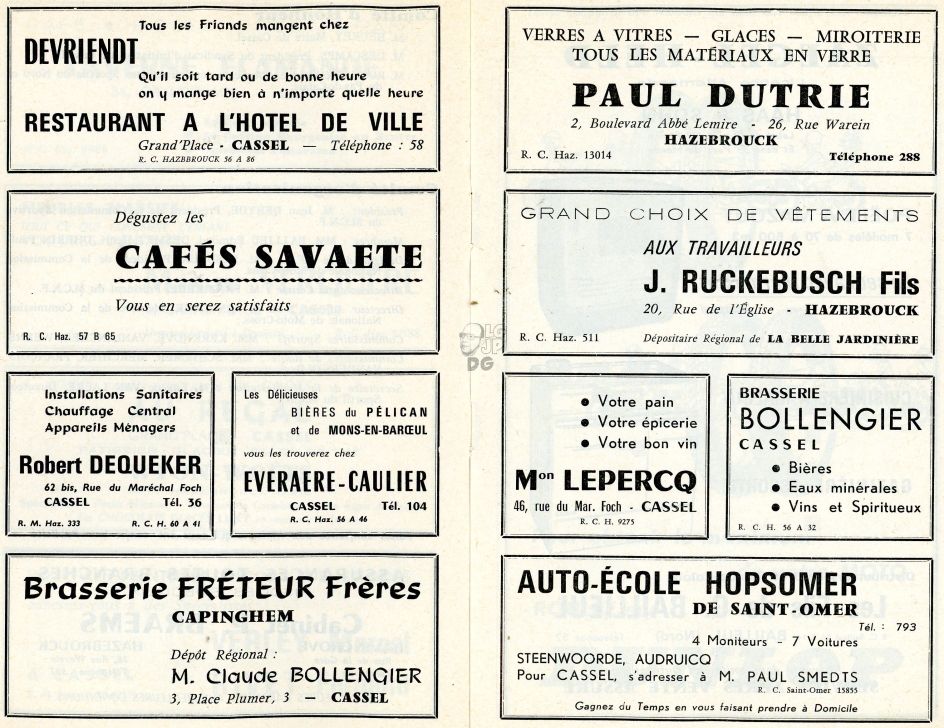 Tous les Friands mangent chez
DEVRIENDT
Qu'il soit tard ou de bonne heure
on y mange bien à n'importe quelle heure
RESTAURANT A L'HOTEL DE VILLE
Grand'Place - CASSEL — Téléphone : 58
R. C. HAZBBROUCK 56 A 86
Dégustez les
CAFÉS SAVAETE
Vous en serez satisfaits
R. C. Haz. 57 B 65
Installations Sanitaires
Chauffage Central
Appareils Ménagers
Robert DEQUEKER
62 bis, Rue du Maréchal Foch
CASSEL Tél. 36
R. M. Haz. 333 R. C. H. 60 A 41
Les Délicieuses
BIÈRES du PÉLICAN
et de MONS-EN-BARŒUL
vous les trouverez chez
EVERAERE-CAULIER
CASSEL Tél. 104
R. C. Haz. 56 A 46
Brasserie FRÉTEUR Frères
CAPINGHEM
Dépôt Régional :
M. Claude BOLLENGIER
3, Place Plumer, 3 — CASSEL
VERRES A VITRES — GLACES — MIROITERIE
TOUS LES MATÉRIAUX EN VERRE
PAUL DUTRIE
2, Boulevard Abbé Lemire - 26, Rue Warein
HAZEBROUCK
R. C. Haz. 13014 Téléphone 288
GRAND CHOIX DE VÊTEMENTS
AUX TRAVAILLEURS
J. RUCKEBUSCH Fils
20, Rue de l'Église - HAZEBROUCK
R. C. Haz. 511 Dépositaire Régional de LA BELLE JARDINIÈRE
• Votre pain
• Votre épicerie
• Votre bon vin
Mon LEPERCQ
46, rue du Mar. Foch - CASSEL
R. C. H. 9275
BRASSERIE
BOLLENGIER
CASSEL
• Bières
• Eaux minérales
• Vins et Spiritueux
R. C. H. 56 A 32
AUTO-ÉCOLE HOPSOMER
DE SAINT-OMER
Tél. : 793
4 Moniteurs - 7 Voitures
STEENWOORDE, AUDRUICQ
Pour CASSEL, s'adresser à M. PAUL SMEDTS
R. C. Saint-Omer 15855
Gagnez du Temps en vous faisant prendre à Domicile
LG
JP
DG